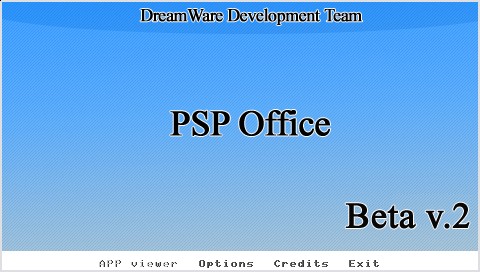 DreamWare Development Team
PSP Office
Beta v.2
APP viewer Options Credits Exit